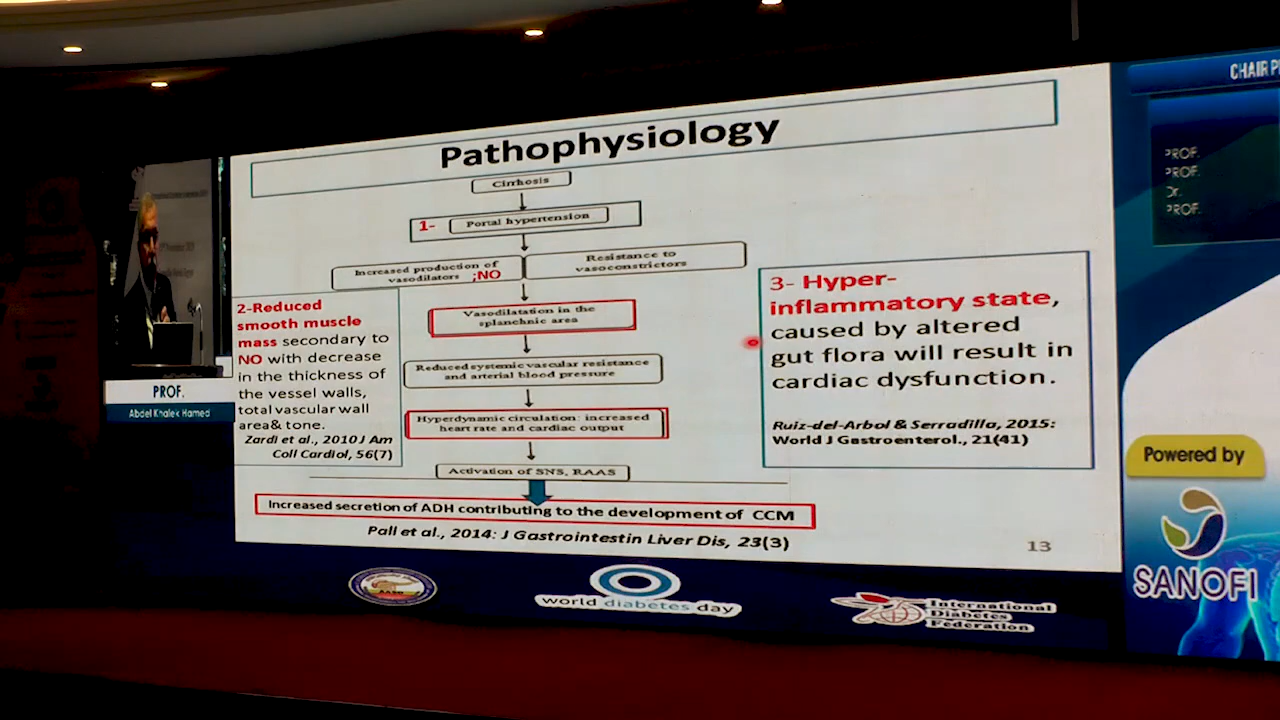 Pathophysiology
Cirrhosis
1-
Portal hypertension
Increased production of
vasodilators ;NO
Resistance to
vasoconstrictors
2-Reduced
smooth muscle
mass secondary to
NO with decrease
in the thickness of
the vessel walls,
total vascular wall
area& tone.
Zardi et al., 2010 J Am
Coll Cardiol, 56(7)
Vasodilatation in the
splanchnic area
Reduced systemic vascular resistance
and arterial blood pressure
Hyperdynamic circulation: increased
heart rate and cardiac output
Activation of SNS, RAAS
Increased secretion of ADH contributing to the development of CCM
Pall et al., 2014: J Gastrointestin Liver Dis, 23(3)
3- Hyper-
inflammatory state,
caused by altered
gut flora will result in
cardiac dysfunction.
Ruiz-del-Arbol & Serradilla, 2015:
World J Gastroenterol., 21(41)
13
PROF.
Abdel Khalek Hamed
world diabetes day
International
Diabetes
Federation
CHAIR
PROF.
PROF.
Dr.
PROF.
Powered by
SANOFI